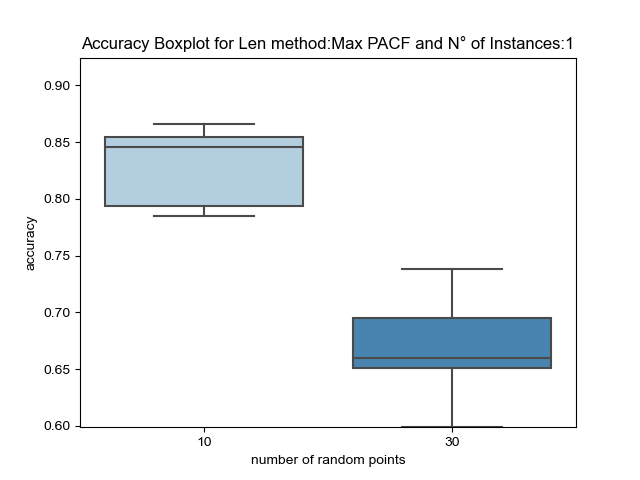 Accuracy Boxplot for Len method:Max PACF and N° of Instances:1
0.90
0.85
0.80
0.75
0.70
0.65
0.60
accuracy
10 30
number of random points